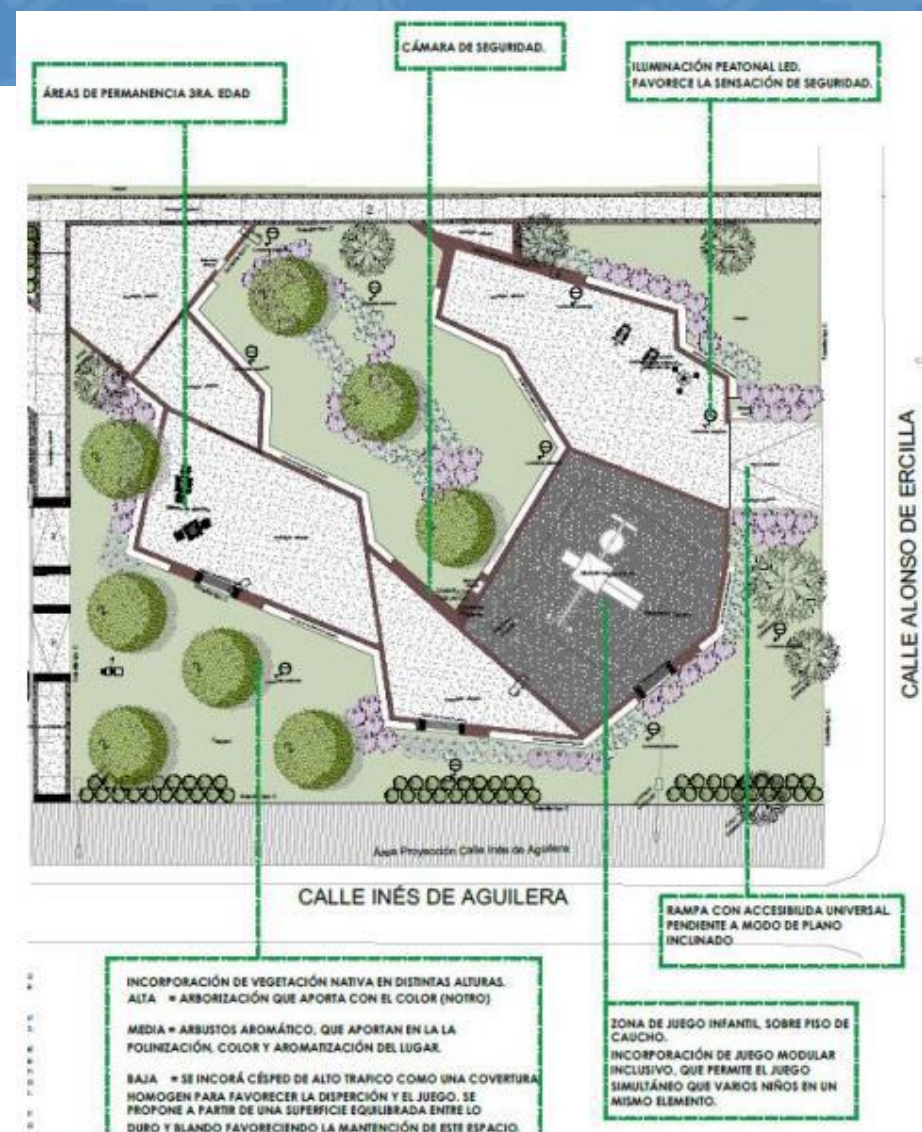 CÁMARA DE SEGURIDAD.
ILUMINACIÓN PEATONAL LED.
FAVORECE LA SENSACIÓN DE SEGURIDAD.
ÁREAS DE PERMANENCIA 3RA. EDAD
CALLE ALONSO DE ERCILLA
Área Proyección Calle Inés de Aguilera
CALLE INÉS DE AGUILERA
RAMPA CON ACCESIBILIDA UNIVERSAL
PENDIENTE A MODO DE PLANO
INCLINADO
INCORPORACIÓN DE VEGETACIÓN NATIVA EN DISTINTAS ALTURAS.
ALTA = ARBORIZACIÓN QUE APORTA CON EL COLOR (NOTRO)
MEDIA = ARBUSTOS AROMÁTICO, QUE APORTAN EN LA LA
POLINIZACIÓN, COLOR Y AROMATIZACIÓN DEL LUGAR.
BAJA = SE INCORÁ CÉSPED DE ALTO TRAFICO COMO UNA COVERTURA
HOMOGEN PARA FAVORECER LA DISPERCIÓN Y EL JUEGO. SE
PROPONE A PARTIR DE UNA SUPERFICIE EQUILIBRADA ENTRE LO
DURO Y BLANDO FAVORECIENDO LA MANTENCIÓN DE ESTE ESPACIO.
ZONA DE JUEGO INFANTIL, SOBRE PISO DE
CAUCHO.
INCORPORACIÓN DE JUEGO MODULAR
INCLUSIVO, QUE PERMITE EL JUEGO
SIMULTÁNEO QUE VARIOS NIÑOS EN UN
MISMO ELEMENTO.